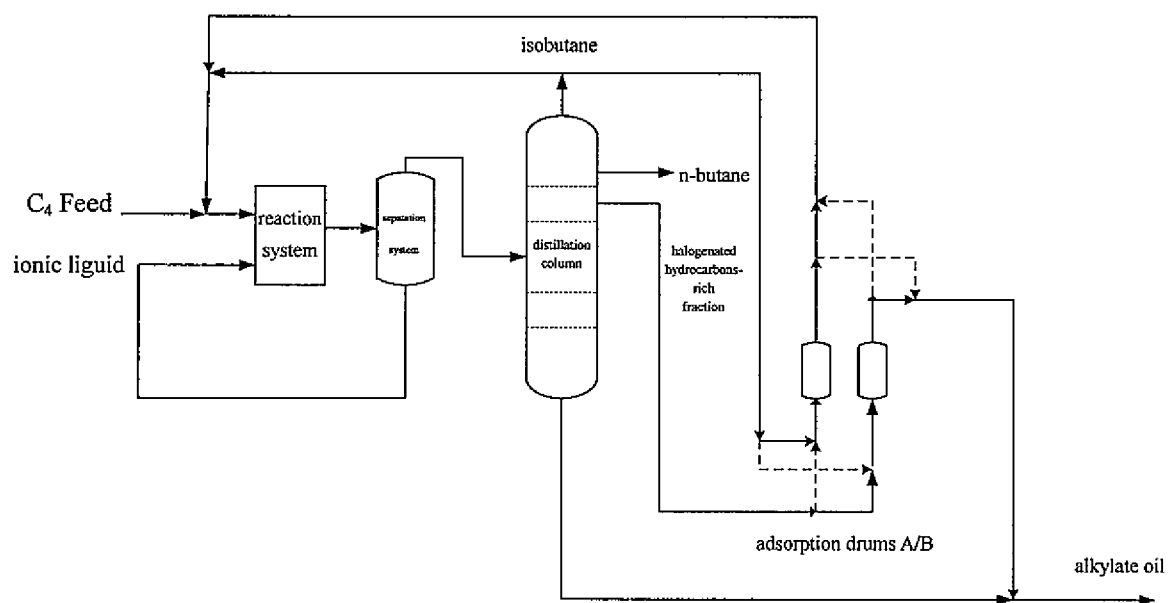 isobutane
n-butane
C₄ Feed
reaction
system
separation
system
ionic liguid
distillation
column
halogenated
hydrocarbons-
rich
fraction
adsorption drums A/B
alkylate oil